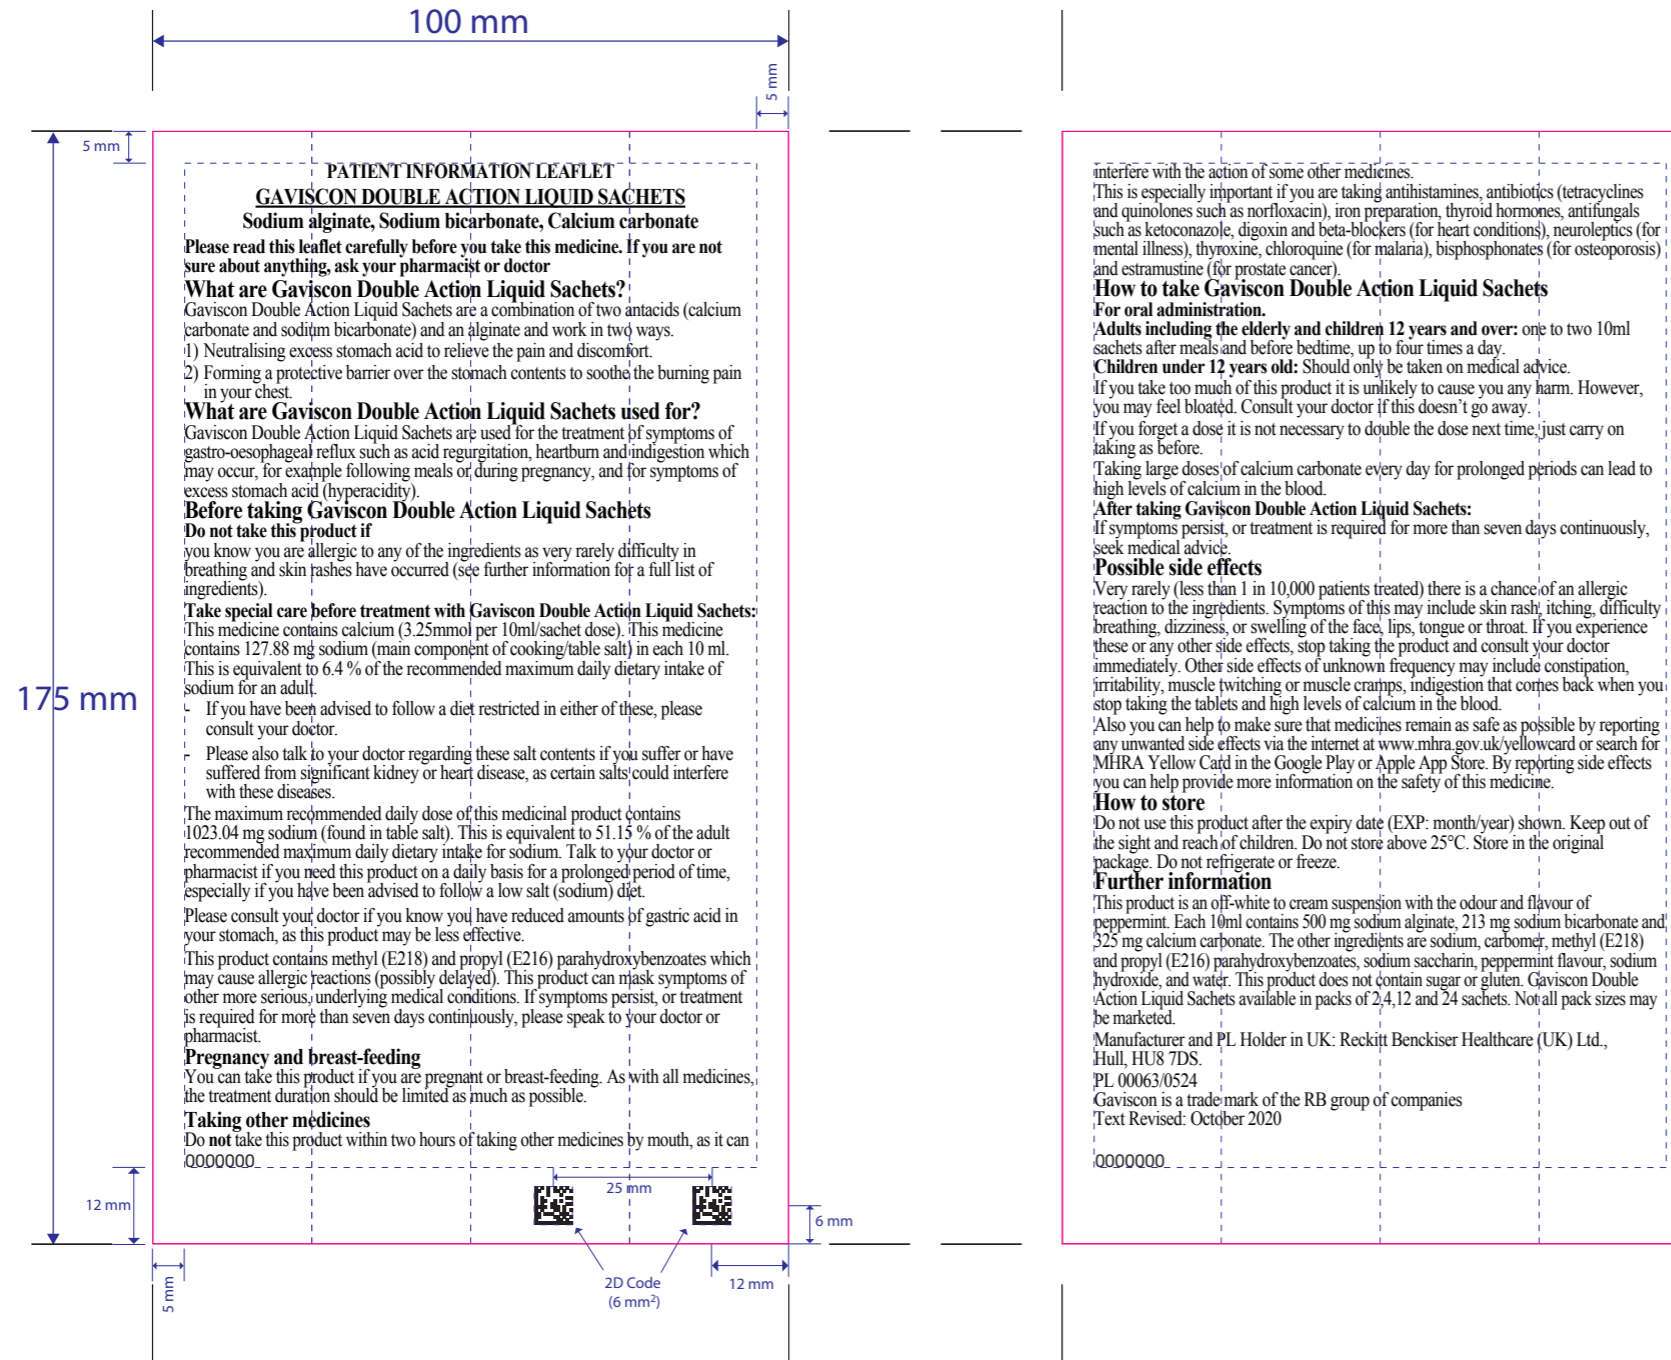 100 mm
5 mm
5 mm
PATIENT INFORMATION LEAFLET
GAVISCON DOUBLE ACTION LIQUID SACHETS
Sodium alginate, Sodium bicarbonate, Calcium carbonate
Please read this leaflet carefully before you take this medicine. If you are not
sure about anything, ask your pharmacist or doctor
What are Gaviscon Double Action Liquid Sachets?
Gaviscon Double Action Liquid Sachets are a combination of two antacids (calcium
carbonate and sodium bicarbonate) and an alginate and work in two ways.
1) Neutralising excess stomach acid to relieve the pain and discomfort.
2) Forming a protective barrier over the stomach contents to soothe the burning pain
in your chest.
What are Gaviscon Double Action Liquid Sachets used for?
Gaviscon Double Action Liquid Sachets are used for the treatment of symptoms of
gastro-oesophageal reflux such as acid regurgitation, heartburn and indigestion which
may occur, for example following meals or during pregnancy, and for symptoms of
excess stomach acid (hyperacidity).
Before taking Gaviscon Double Action Liquid Sachets
Do not take this product if
you know you are allergic to any of the ingredients as very rarely difficulty in
breathing and skin rashes have occurred (see further information for a full list of
ingredients).
Take special care before treatment with Gaviscon Double Action Liquid Sachets:
This medicine contains calcium (3.25mmol per 10ml/sachet dose). This medicine
contains 127.88 mg sodium (main component of cooking/table salt) in each 10 ml.
This is equivalent to 6.4 % of the recommended maximum daily dietary intake of
sodium for an adult.
- If you have been advised to follow a diet restricted in either of these, please
consult your doctor.
- Please also talk to your doctor regarding these salt contents if you suffer or have
suffered from significant kidney or heart disease, as certain salts could interfere
with these diseases.
The maximum recommended daily dose of this medicinal product contains
1023.04 mg sodium (found in table salt). This is equivalent to 51.15 % of the adult
recommended maximum daily dietary intake for sodium. Talk to your doctor or
pharmacist if you need this product on a daily basis for a prolonged period of time,
especially if you have been advised to follow a low salt (sodium) diet.
Please consult your doctor if you know you have reduced amounts of gastric acid in
your stomach, as this product may be less effective.
This product contains methyl (E218) and propyl (E216) parahydroxybenzoates which
may cause allergic reactions (possibly delayed). This product can mask symptoms of
other more serious, underlying medical conditions. If symptoms persist, or treatment
is required for more than seven days continuously, please speak to your doctor or
pharmacist.
Pregnancy and breast-feeding
You can take this product if you are pregnant or breast-feeding. As with all medicines,
the treatment duration should be limited as much as possible.
Taking other medicines
Do not take this product within two hours of taking other medicines by mouth, as it can
0000000
175 mm
12 mm
5 mm
25 mm
2D Code
(6 mm²)
6 mm
12 mm
interfere with the action of some other medicines.
This is especially important if you are taking antihistamines, antibiotics (tetracyclines
and quinolones such as norfloxacin), iron preparation, thyroid hormones, antifungals
such as ketoconazole, digoxin and beta-blockers (for heart conditions), neuroleptics (for
mental illness), thyroxine, chloroquine (for malaria), bisphosphonates (for osteoporosis)
and estramustine (for prostate cancer).
How to take Gaviscon Double Action Liquid Sachets
For oral administration.
Adults including the elderly and children 12 years and over: one to two 10ml
sachets after meals and before bedtime, up to four times a day.
Children under 12 years old: Should only be taken on medical advice.
If you take too much of this product it is unlikely to cause you any harm. However,
you may feel bloated. Consult your doctor if this doesn't go away.
If you forget a dose it is not necessary to double the dose next time, just carry on
taking as before.
Taking large doses of calcium carbonate every day for prolonged periods can lead to
high levels of calcium in the blood.
After taking Gaviscon Double Action Liquid Sachets:
If symptoms persist, or treatment is required for more than seven days continuously,
seek medical advice.
Possible side effects
Very rarely (less than 1 in 10,000 patients treated) there is a chance of an allergic
reaction to the ingredients. Symptoms of this may include skin rash, itching, difficulty
breathing, dizziness, or swelling of the face, lips, tongue or throat. If you experience
these or any other side effects, stop taking the product and consult your doctor
immediately. Other side effects of unknown frequency may include constipation,
irritability, muscle twitching or muscle cramps, indigestion that comes back when you
stop taking the tablets and high levels of calcium in the blood.
Also you can help to make sure that medicines remain as safe as possible by reporting
any unwanted side effects via the internet at www.mhra.gov.uk/yellowcard or search for
MHRA Yellow Card in the Google Play or Apple App Store. By reporting side effects
you can help provide more information on the safety of this medicine.
How to store
Do not use this product after the expiry date (EXP: month/year) shown. Keep out of
the sight and reach of children. Do not store above 25°C. Store in the original
package. Do not refrigerate or freeze.
Further information
This product is an off-white to cream suspension with the odour and flavour of
peppermint. Each 10ml contains 500 mg sodium alginate, 213 mg sodium bicarbonate and
325 mg calcium carbonate. The other ingredients are sodium, carbomer, methyl (E218)
and propyl (E216) parahydroxybenzoates, sodium saccharin, peppermint flavour, sodium
hydroxide, and water. This product does not contain sugar or gluten. Gaviscon Double
Action Liquid Sachets available in packs of 2,4,12 and 24 sachets. Not all pack sizes may
be marketed.
Manufacturer and PL Holder in UK: Reckitt Benckiser Healthcare (UK) Ltd.,
Hull, HU8 7DS.
PL 00063/0524
Gaviscon is a trade mark of the RB group of companies
Text Revised: October 2020
0000000